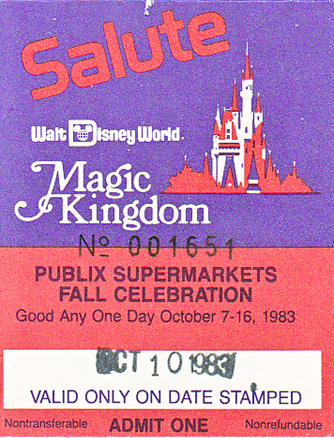 Salute
Walt Disney World.
Magic
Kingdom
Nº 001651
PUBLIX SUPERMARKETS
FALL CELEBRATION
Good Any One Day October 7-16, 1983
OCT 10 1983
VALID ONLY ON DATE STAMPED
Nontransferable ADMIT ONE Nonrefundable